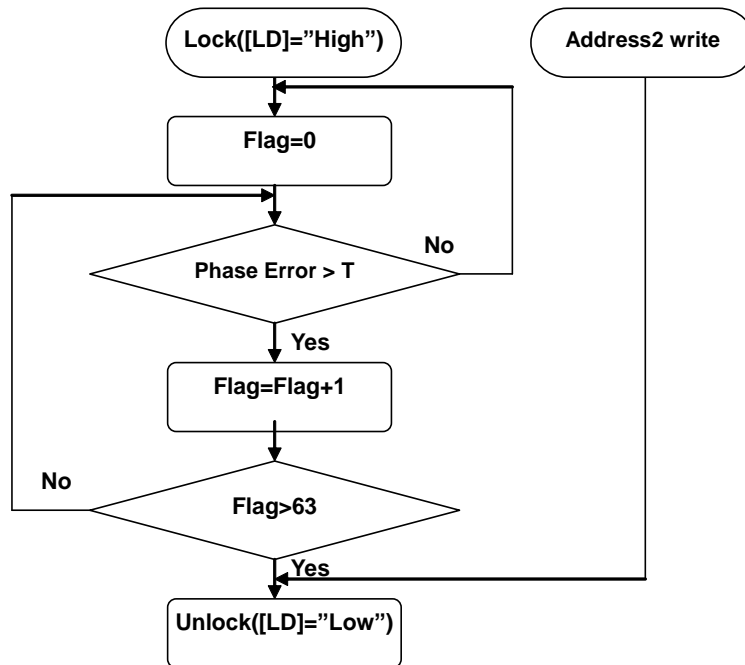 Lock([LD]=”High”)
Address2 write
Flag=0
No
Phase Error > T
Yes
Flag=Flag+1
No
Flag>63
Yes
Unlock([LD]=”Low”)